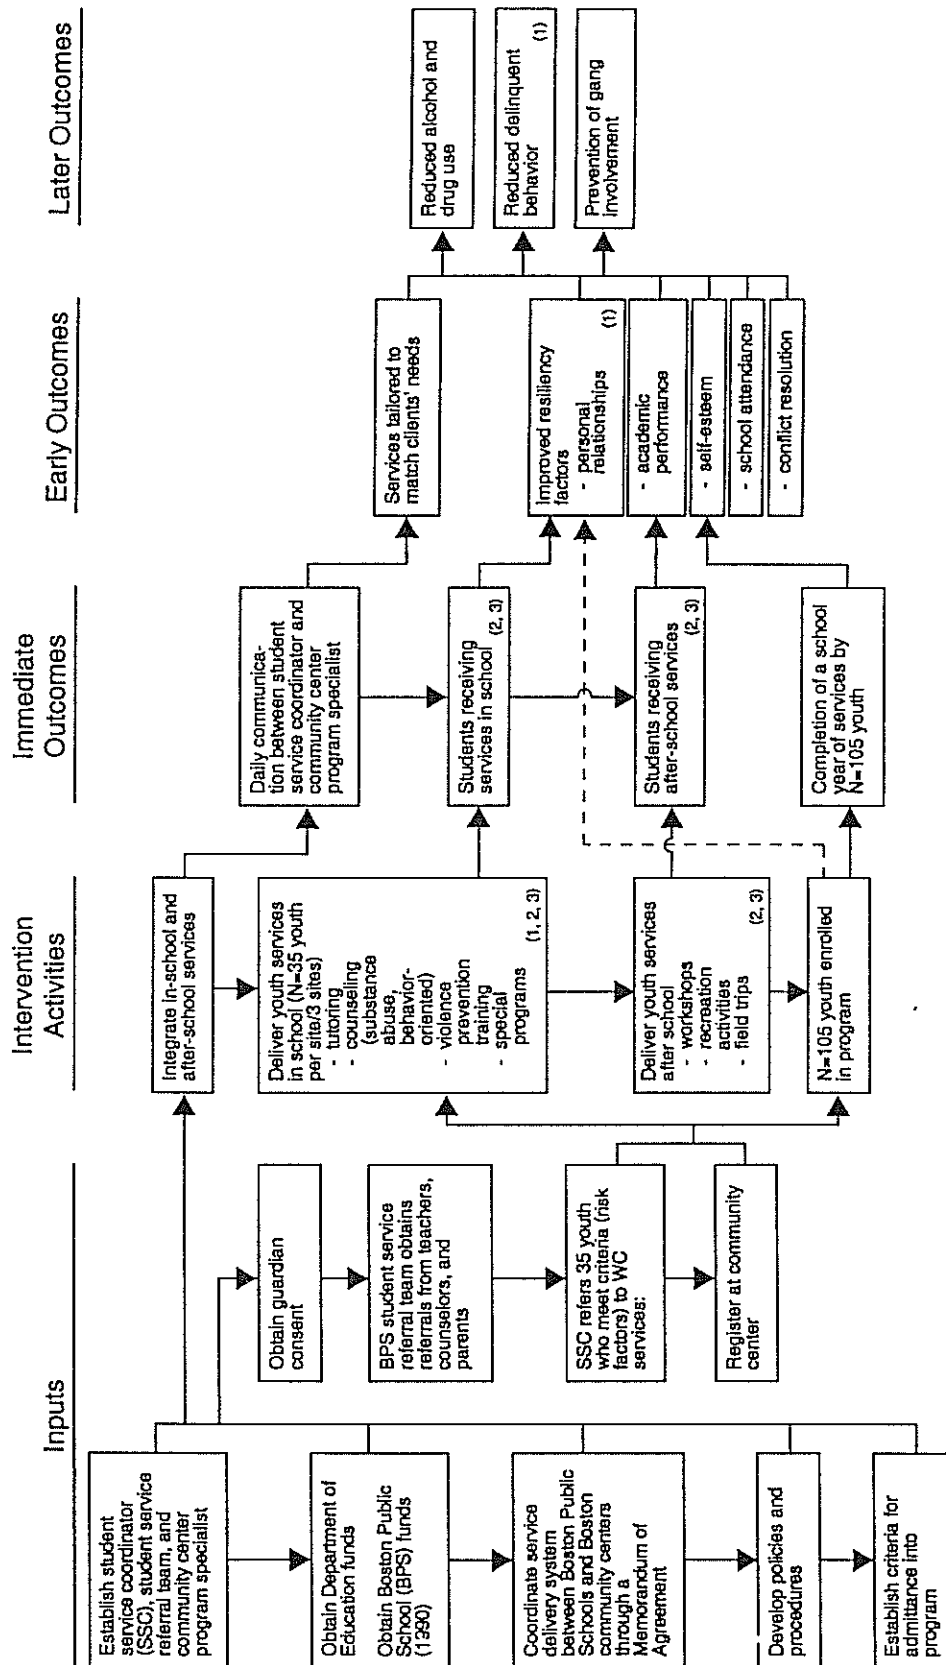 Inputs
Intervention
Activities
Immediate
Outcomes
Early Outcomes
Later Outcomes
Establish student
service coordinator
(SSC), student service
referral team, and
community center
program specialist
Obtain Department of
Education funds
Obtain Boston Public
School (BPS) funds
(1990)
Coordinate service
delivery system
between Boston Public
Schools and Boston
community centers
through a
Memorandum of
Agreement
Develop policies and
procedures
Establish criteria for
admittance into
program
Obtain guardian
consent
BPS student service
referral team obtains
referrals from teachers,
counselors, and
parents
SSC refers 35 youth
who meet criteria (risk
factors) to WC
services:
Register at community
center
Integrate in-school and
after-school services
Deliver youth services
in school (N=35 youth
per site/3 sites)
- tutoring
- counseling
(substance
abuse,
behavior-
oriented)
- violence
prevention
training
- special
programs
(1, 2, 3)
Deliver youth services
after school
- workshops
- recreation
activities
- field trips
(2, 3)
N=105 youth enrolled
in program
Daily communica-
tion between student
service coordinator and
community center
program specialist
Students receiving
services in school
(2, 3)
Students receiving
after-school services
(2, 3)
Completion of a school
year of services by
N=105 youth
Services tailored to
match clients' needs
Improved resiliency
factors
- personal
relationships
(1)
- academic
performance
- self-esteem
- school attendance
- conflict resolution
Reduced alcohol and
drug use
Reduced delinquent
behavior
(1)
Prevention of gang
involvement